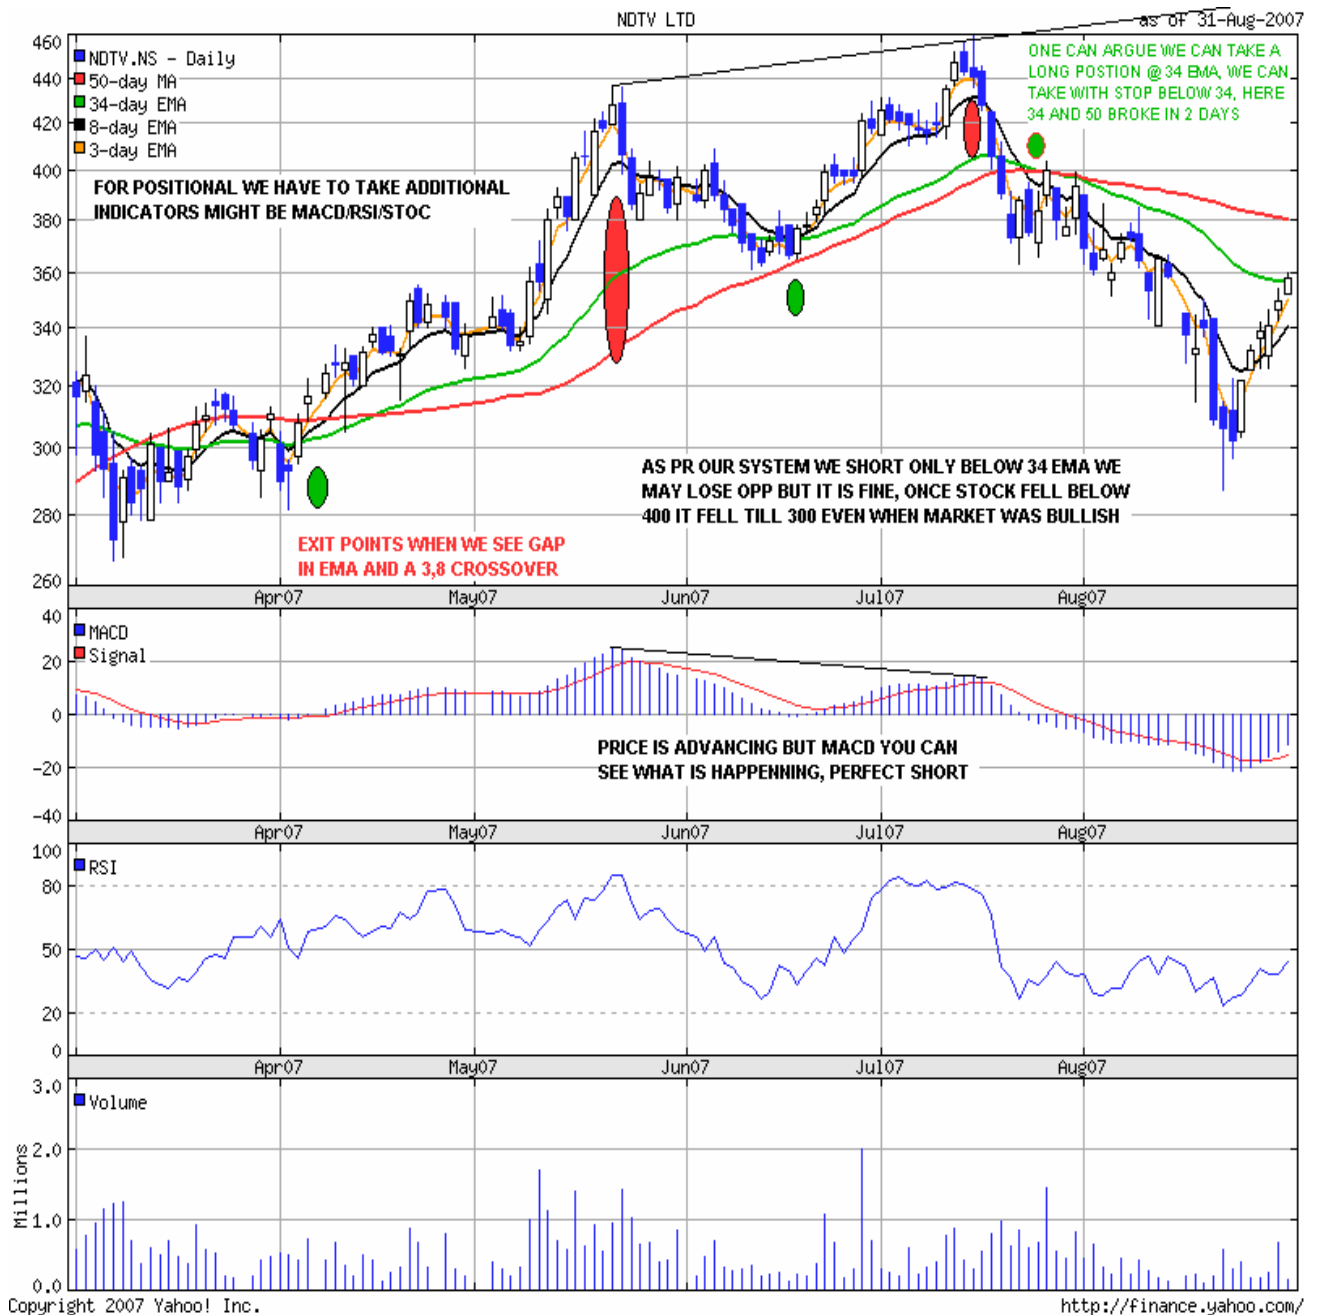 NDTV LTD
as of 31-Aug-2007
460
440
420
400
380
360
340
320
300
280
260
NDTV.NS - Daily
50-day MA
34-day EMA
8-day EMA
3-day EMA
ONE CAN ARGUE WE CAN TAKE A
LONG POSTION @ 34 EMA, WE CAN
TAKE WITH STOP BELOW 34, HERE
34 AND 50 BROKE IN 2 DAYS
FOR POSITIONAL WE HAVE TO TAKE ADDITIONAL
INDICATORS MIGHT BE MACD/RSI/STOC
AS PR OUR SYSTEM WE SHORT ONLY BELOW 34 EMA WE
MAY LOSE OPP BUT IT IS FINE, ONCE STOCK FELL BELOW
400 IT FELL TILL 300 EVEN WHEN MARKET WAS BULLISH
EXIT POINTS WHEN WE SEE GAP
IN EMA AND A 3,8 CROSSOVER
Apr07 May07 Jun07 Jul07 Aug07
40
20
0
-20
-40
MACD
Signal
PRICE IS ADVANCING BUT MACD YOU CAN
SEE WHAT IS HAPPENNING, PERFECT SHORT
Apr07 May07 Jun07 Jul07 Aug07
100
80
50
20
0
RSI
Apr07 May07 Jun07 Jul07 Aug07
3.0
2.0
1.0
0.0
Millions
Volume
Copyright 2007 Yahoo! Inc.
http://finance.yahoo.com/